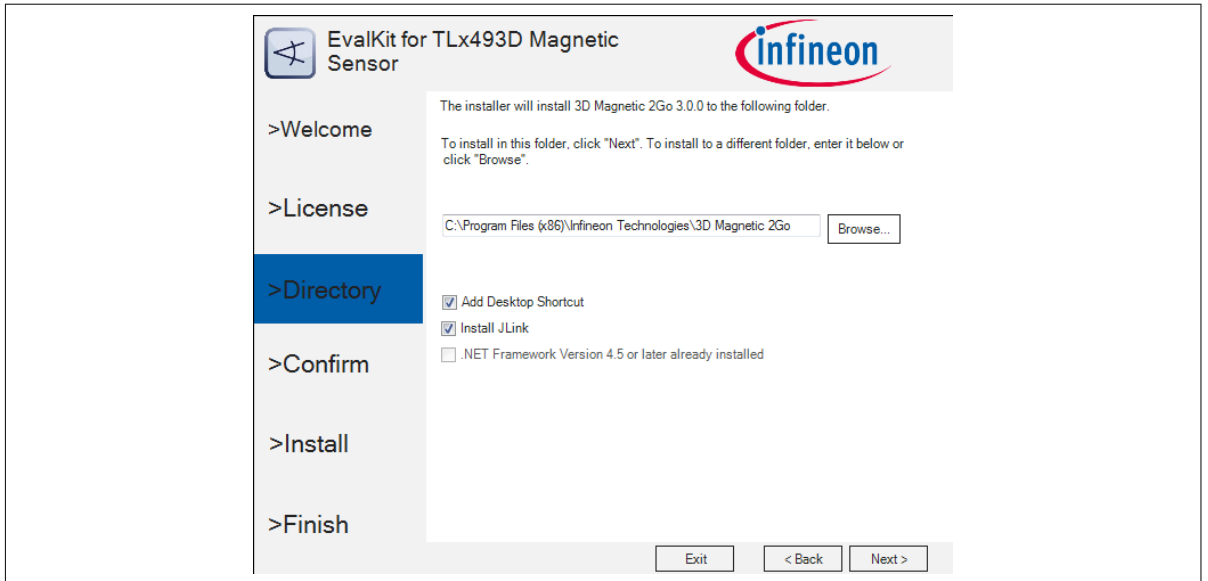 EvalKit for TLx493D Magnetic
Sensor
infineon
>Welcome
>License
>Directory
>Confirm
>Install
>Finish
The installer will install 3D Magnetic 2Go 3.0.0 to the following folder.
To install in this folder, click "Next". To install to a different folder, enter it below or
click "Browse".
C:\Program Files (x86)\Infineon Technologies\3D Magnetic 2Go
Browse...
Add Desktop Shortcut
Install JLink
.NET Framework Version 4.5 or later already installed
Exit
< Back
Next >